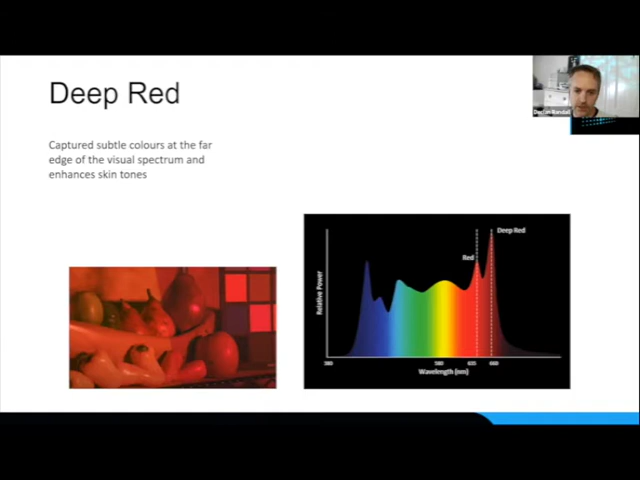 Deep Red
Captured subtle colours at the far
edge of the visual spectrum and
enhances skin tones
Deep Red
Red
Relative Power
Wavelength (nm)